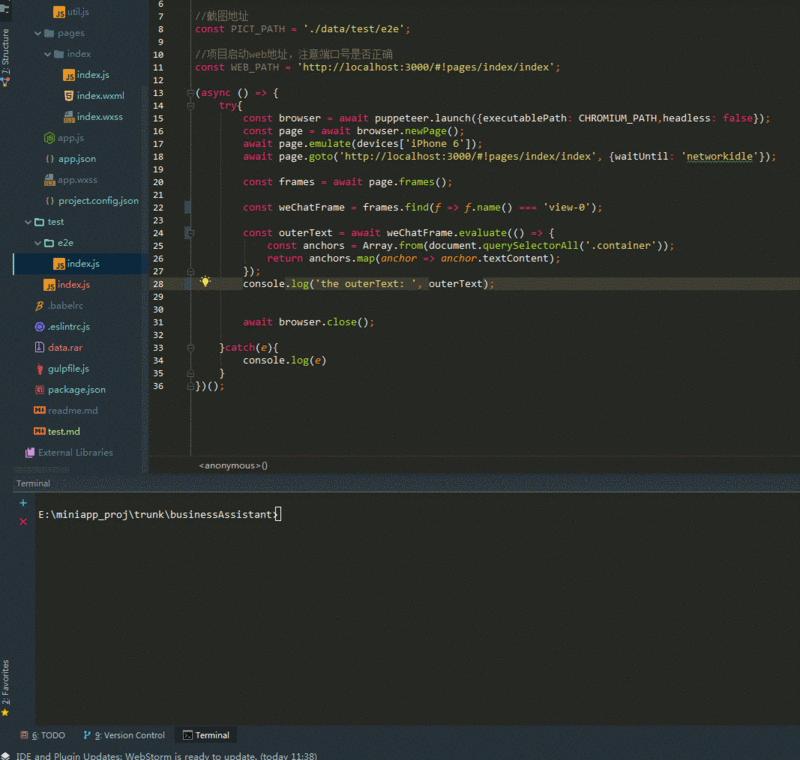 util.js
pages
index
index.js
index.wxml
index.wxss
app.js
app.json
app.wxss
project.config.json
test
e2e
index.js
index.js
.babelrc
.eslintrc.js
data.rar
gulpfile.js
package.json
readme.md
test.md
External Libraries
7: Structure
6
7 //截图地址
8 const PICT_PATH = './data/test/e2e';
9
10 //项目启动web地址，注意端口号是否正确
11 const WEB_PATH = 'http://localhost:3000/#!pages/index/index';
12
13 (async () => {
14 try{
15 const browser = await puppeteer.launch({executablePath: CHROMIUM_PATH,headless: false});
16 const page = await browser.newPage();
17 await page.emulate(devices['iPhone 6']);
18 await page.goto('http://localhost:3000/#!pages/index/index', {waitUntil: 'networkidle'});
19
20 const frames = await page.frames();
21
22 const weChatFrame = frames.find(f => f.name() === 'view-0');
23
24 const outerText = await weChatFrame.evaluate(() => {
25 const anchors = Array.from(document.querySelectorAll('.container'));
26 return anchors.map(anchor => anchor.textContent);
27 });
28 console.log('the outerText: ', outerText);
29
30
31 await browser.close();
32
33 }catch(e){
34 console.log(e)
35 }
36 })();
<anonymous>()
Terminal
E:\miniapp_proj\trunk\businessAssistant>
2: Favorites
6: TODO
9: Version Control
Terminal
IDE and Plugin Updates: WebStorm is ready to update. (today 11:38)